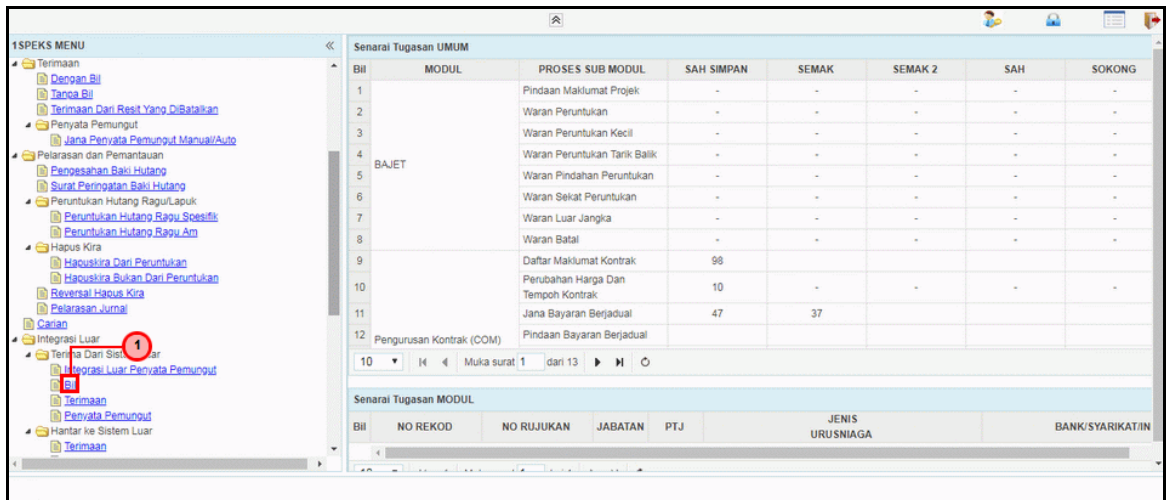 1SPEKS MENU
Terimaan
Dengan Bil
Tanpa Bil
Terimaan Dari Resit Yang DiBatalkan
Penyata Pemungut
Jana Penyata Pemungut Manual/Auto
Pelarasan dan Pemantauan
Pengesahan Baki Hutang
Surat Peringatan Baki Hutang
Peruntukan Hutang Ragu/Lapuk
Peruntukan Hutang Ragu Spesifik
Peruntukan Hutang Ragu Am
Hapus Kira
Hapuskira Dari Peruntukan
Hapuskira Bukan Dari Peruntukan
Reversal Hapus Kira
Pelarasan Jurnal
Carian
Integrasi Luar
1
Terima Dari
Integrasi Luar Penyata Pemungut
Bil
Terimaan
Penyata Pemungut
Hantar ke Sistem Luar
Terimaan
Senarai Tugasan UMUM
Bil MODUL PROSES SUB MODUL SAH SIMPAN SEMAK SEMAK 2 SAH SOKONG
1 Pindaan Maklumat Projek - - - - -
2 Waran Peruntukan - - - - -
3 Waran Peruntukan Kecil - - - - -
4 Waran Peruntukan Tarik Balik - - - - -
BAJET
5 Waran Pindahan Peruntukan - - - - -
6 Waran Sekat Peruntukan - - - - -
7 Waran Luar Jangka - - - - -
8 Waran Batal - - - - -
9 Daftar Maklumat Kontrak 98
10 Perubahan Harga Dan
Tempoh Kontrak 10 - - - -
11 Jana Bayaran Berjadual 47 37
12 Pengurusan Kontrak (COM) Pindaan Bayaran Berjadual
10 Muka surat 1 dari 13
Senarai Tugasan MODUL
Bil NO REKOD NO RUJUKAN JABATAN PTJ JENIS
URUSNIAGA BANK/SYARIKAT/IN